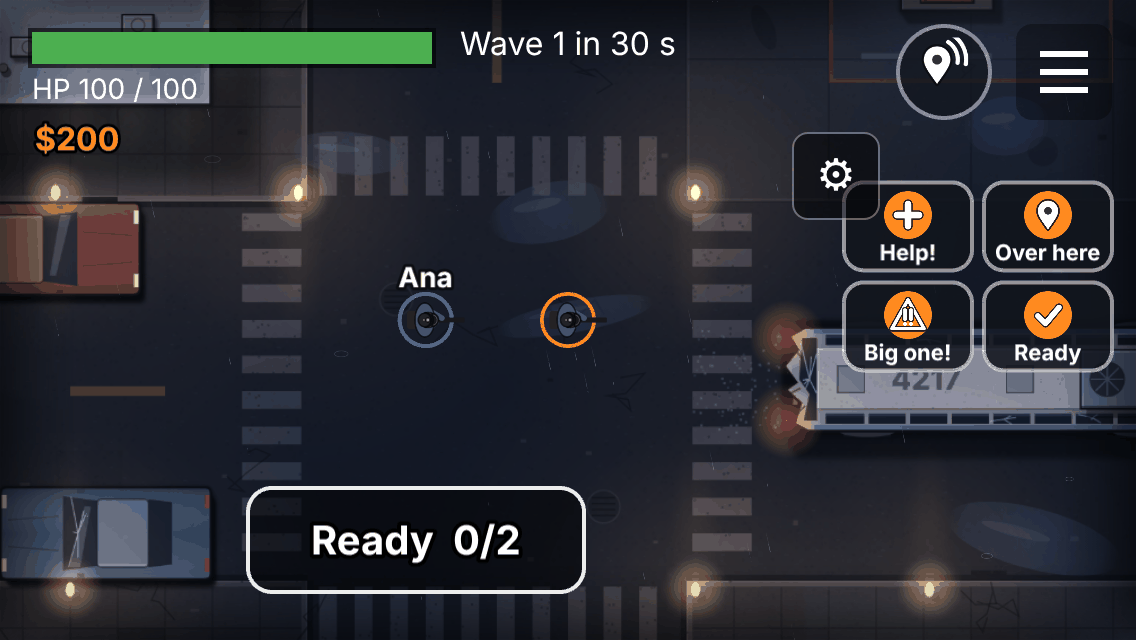 Wave 1 in 30 s
HP 100 / 100
$200
Help!
Over here
Ana
Big one!
Ready
4217
Ready 0/2